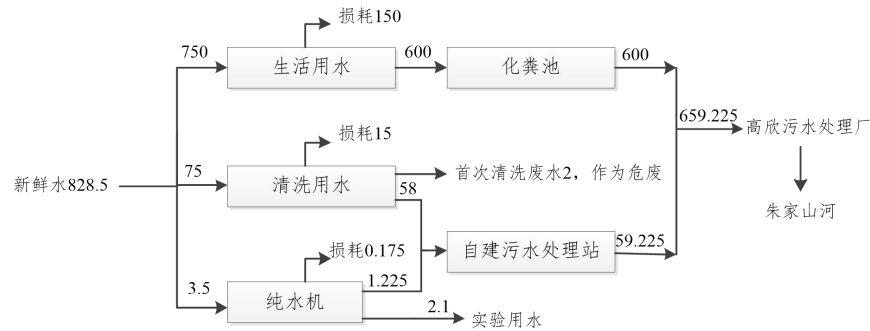 损耗150
750
生活用水
600
化粪池
600
659.225
高欣污水处理厂
朱家山河
损耗15
新鲜水828.5
75
清洗用水
首次清洗废水2，作为危废
58
自建污水处理站
59.225
损耗0.175
3.5
纯水机
1.225
2.1
实验用水